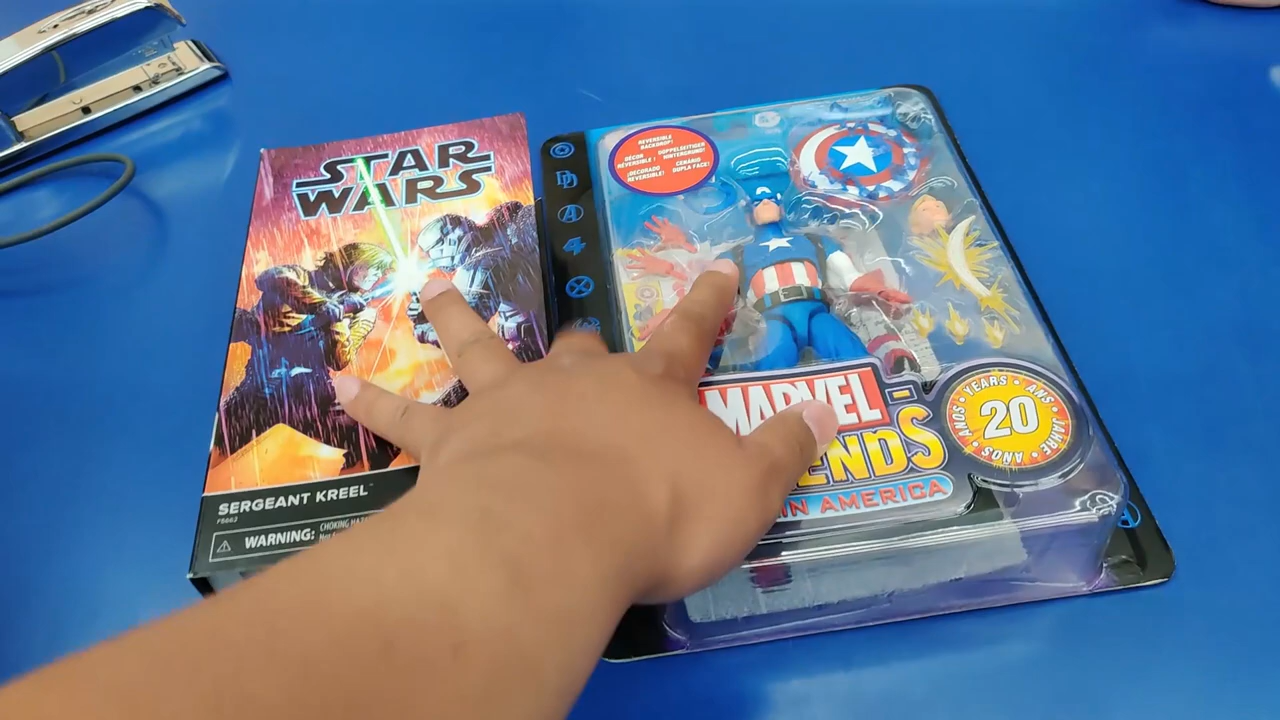 STAR
WARS
SERGEANT KREEL™
WARNING:
REVERSIBLE
BACKDROP!
DÉCOR
RÉVERSIBLE !
DOPPELSEITIGER
HINTERGRUND!
¡DECORADO
REVERSIBLE!
CENÁRIO
DUPLA FACE!
MARVEL
ENDS
IN AMERICA
YEARS • ANS • JAHRE • AÑOS • ANOS •
20